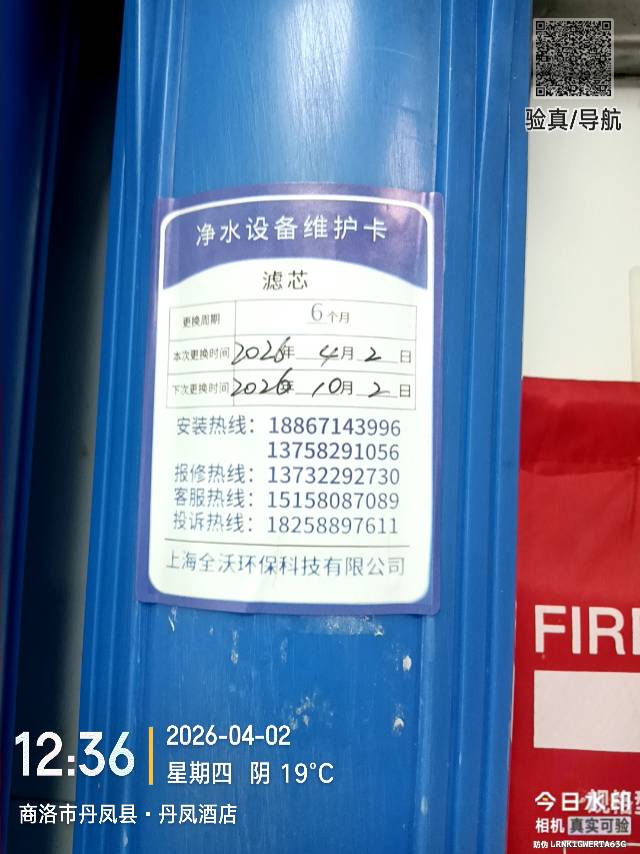 验真/导航
净水设备维护卡
滤芯
更换周期 6个月
本次更换时间 2026年 4月 2日
下次更换时间 2026年 10月 2日
安装热线：18867143996
13758291056
报修热线：13732292730
客服热线：15158087089
投诉热线：18258897611
上海全沃环保科技有限公司
FIRE
12:36
2026-04-02
星期四 阴 19℃
商洛市丹凤县·丹凤酒店
今日水印
相机 真实可验
防伪 LRNK1GWERTA63G